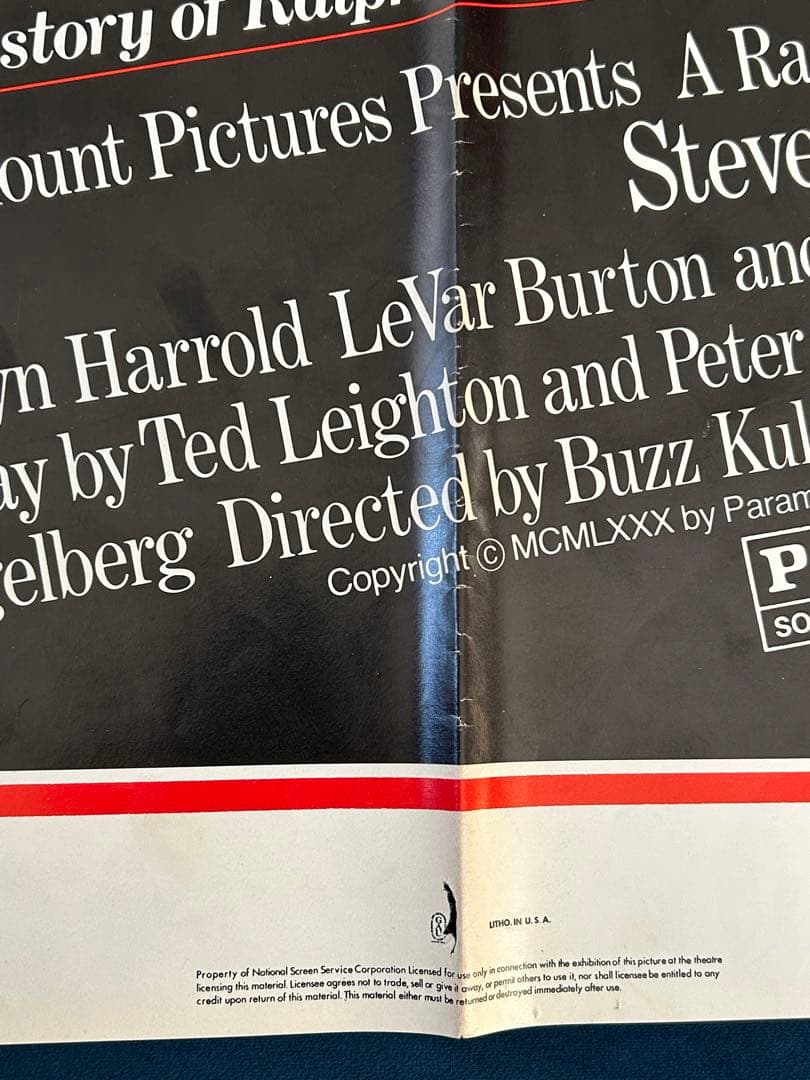 story of Ralph
ount Pictures Presents A Ra
Steve
yn Harrold LeVar Burton and
ay by Ted Leighton and Peter
elberg Directed by Buzz Kul
Copyright © MCMLXXX by Param
P
SO
LITHO. IN U. S. A.
Property of National Screen Service Corporation Licensed for use only in connection with the exhibition of this picture at the theatre
licensing this material. Licensee agrees not to trade, sell or give it away, or permit others to use it, nor shall licensee be entitled to any
credit upon return of this material. This material either must be returned or destroyed immediately after use.